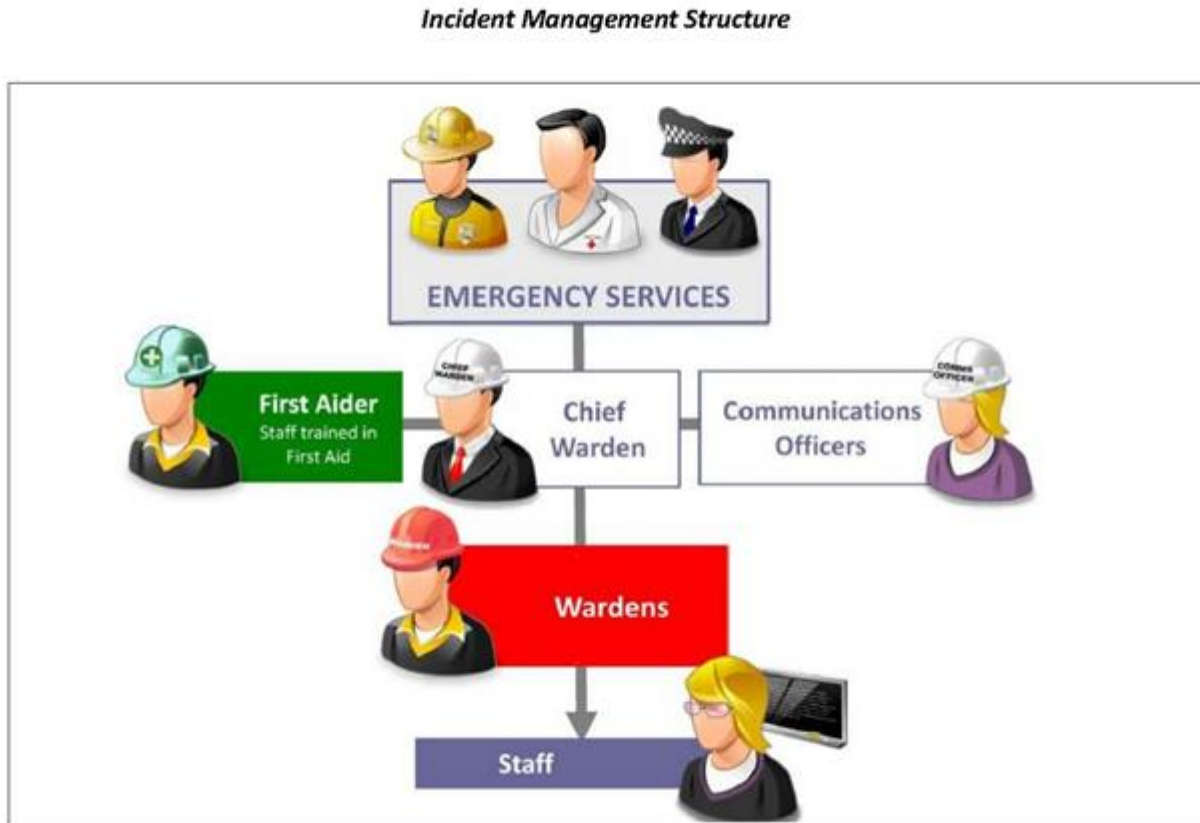 Incident Management Structure
EMERGENCY SERVICES
First Aider
Staff trained in
First Aid
CHIEF
WARDEN
Chief
Warden
Communications
Officers
COMMS
OFFICER
WARDEN
Wardens
Staff